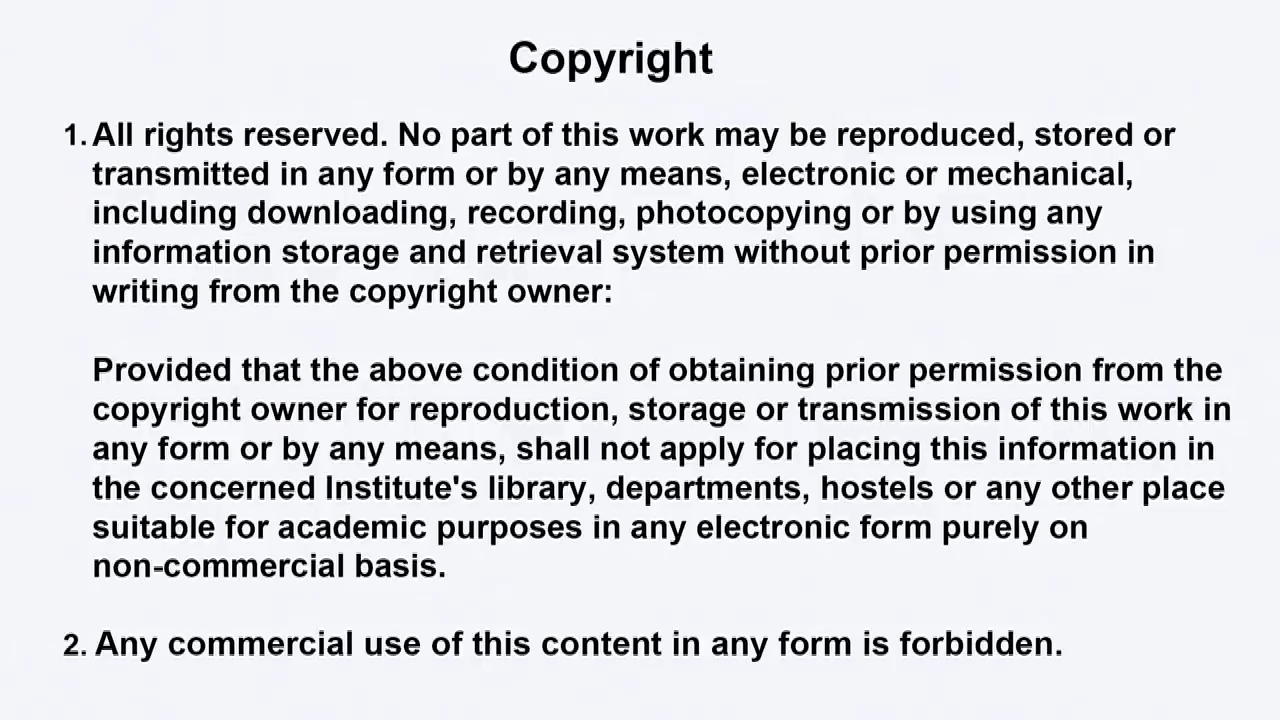 Copyright
1. All rights reserved. No part of this work may be reproduced, stored or
transmitted in any form or by any means, electronic or mechanical,
including downloading, recording, photocopying or by using any
information storage and retrieval system without prior permission in
writing from the copyright owner:
Provided that the above condition of obtaining prior permission from the
copyright owner for reproduction, storage or transmission of this work in
any form or by any means, shall not apply for placing this information in
the concerned Institute's library, departments, hostels or any other place
suitable for academic purposes in any electronic form purely on
non-commercial basis.
2. Any commercial use of this content in any form is forbidden.